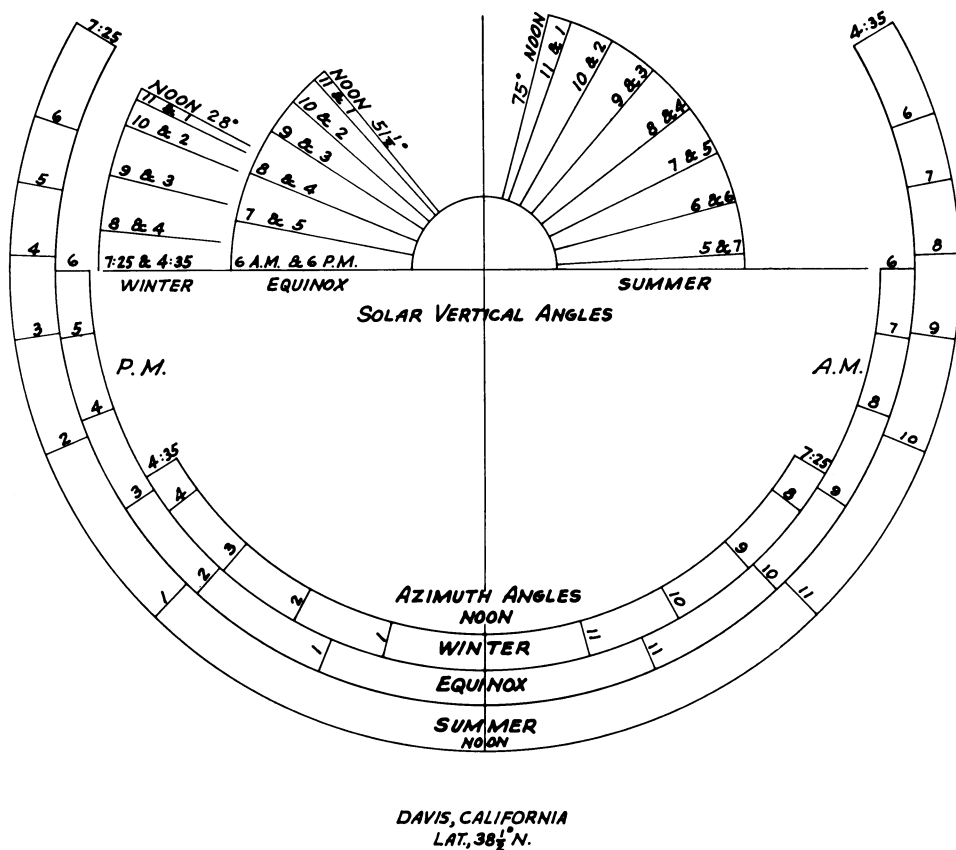 7:25
4:35
6
5
4
3
2
1
6
7
8
9
10
11
NOON 28°
11 & 1
10 & 2
9 & 3
8 & 4
7:25 & 4:35
WINTER
NOON 51½°
11 & 1
10 & 2
9 & 3
8 & 4
7 & 5
6 A.M. & 6 P.M.
EQUINOX
75° NOON
11 & 1
10 & 2
9 & 3
8 & 4
7 & 5
6 & 6
5 & 7
SUMMER
SOLAR VERTICAL ANGLES
P.M.
A.M.
6
5
4
3
2
1
6
7
8
9
10
11
4:35
4
3
2
1
7:25
8
9
10
11
AZIMUTH ANGLES
NOON
WINTER
EQUINOX
SUMMER
NOON
DAVIS, CALIFORNIA
LAT., 38½° N.